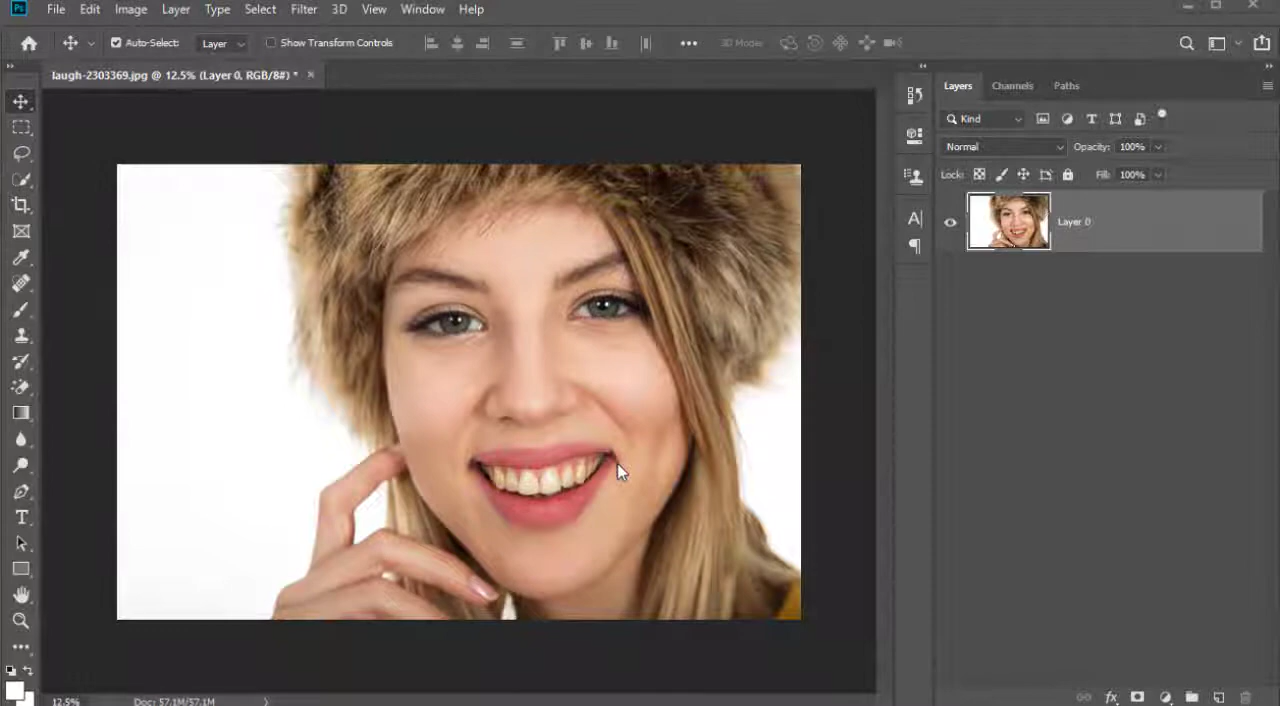 Ps File Edit Image Layer Type Select Filter 3D View Window Help
Auto-Select: Layer Show Transform Controls ••• 3D Mode:
laugh-2303369.jpg @ 12.5% (Layer 0, RGB/8#) * ×
Layers Channels Paths
Kind
Normal Opacity: 100%
Lock: Fill: 100%
Layer 0
12.5% Doc: 57.1M/57.1M